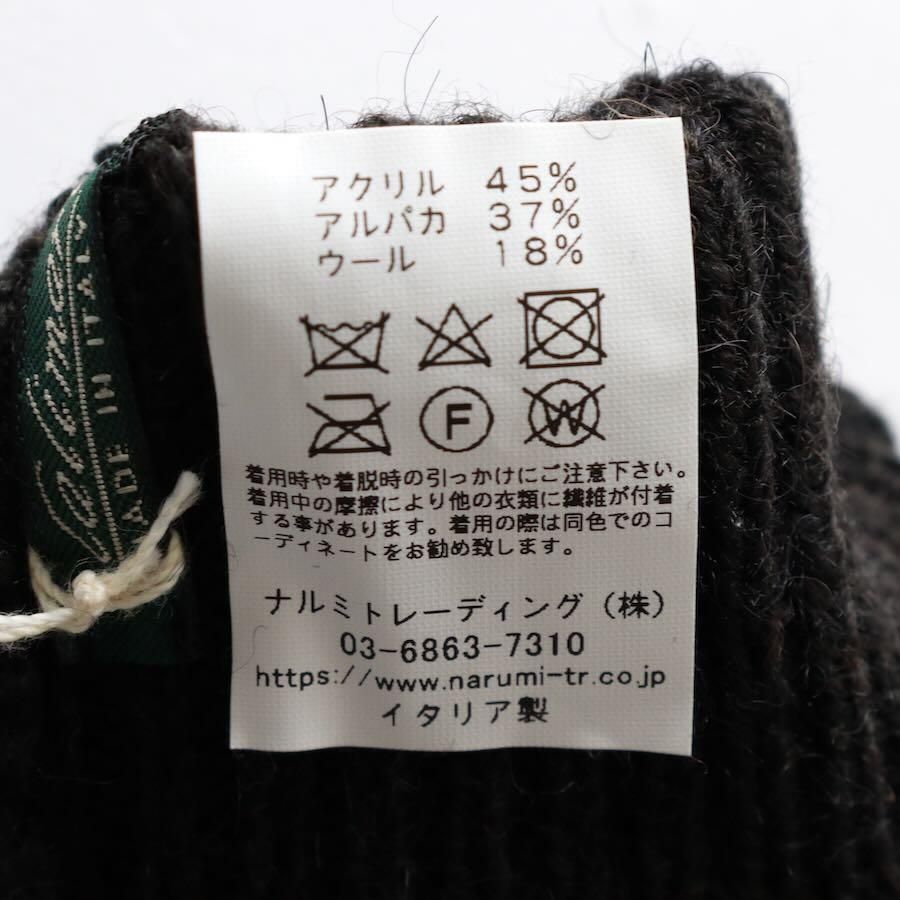 アクリル 45%
アルパカ 37%
ウール 18%
F
W
着用時や着脱時の引っかけにご注意下さい。
着用中の摩擦により他の衣類に繊維が付着
する事があります。着用の際は同色でのコ
ーディネートをお勧め致します。
ナルミトレーディング(株)
03-6863-7310
https://www.narumi-tr.co.jp
イタリア製
MADE IN ITALY